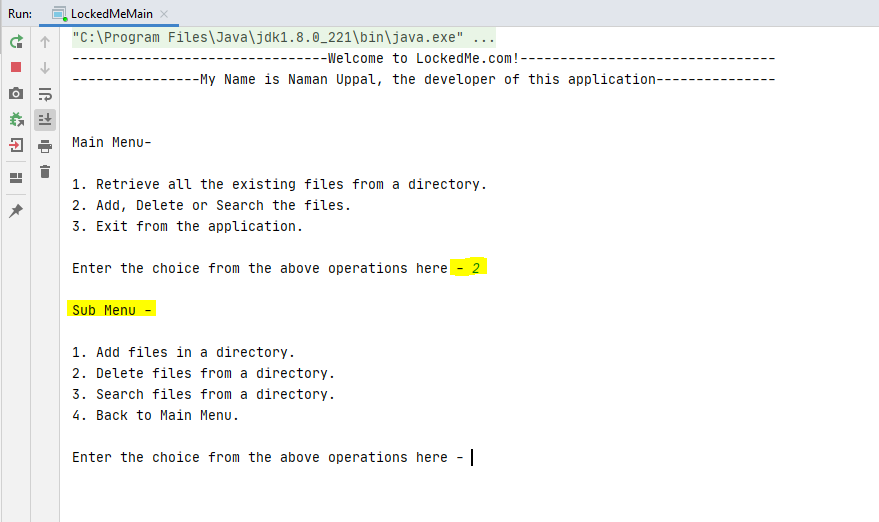 Run: LockedMeMain
"C:\Program Files\Java\jdk1.8.0_221\bin\java.exe" ...
--------------------------------Welcome to LockedMe.com!--------------------------------
----------------My Name is Naman Uppal, the developer of this application---------------
Main Menu-
1. Retrieve all the existing files from a directory.
2. Add, Delete or Search the files.
3. Exit from the application.
Enter the choice from the above operations here - 2
Sub Menu -
1. Add files in a directory.
2. Delete files from a directory.
3. Search files from a directory.
4. Back to Main Menu.
Enter the choice from the above operations here -